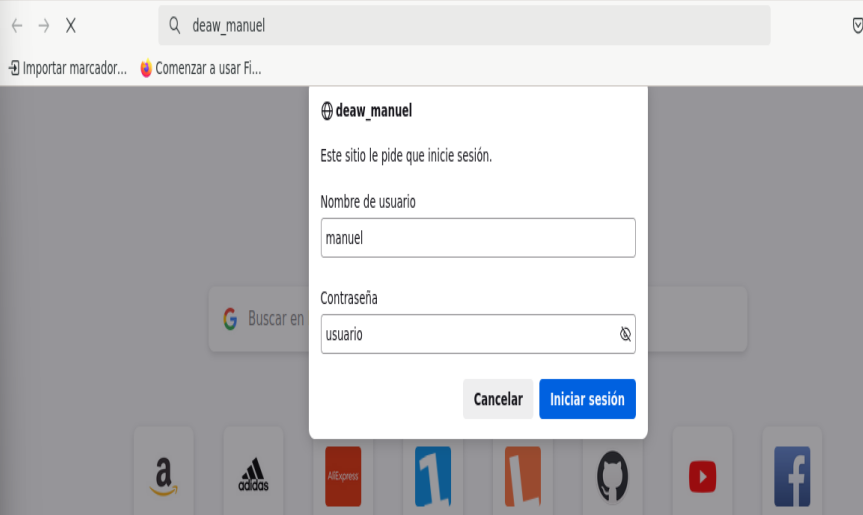 deaw_manuel
Importar marcador... Comenzar a usar Fi...
deaw_manuel
Este sitio le pide que inicie sesión.
Nombre de usuario
manuel
Contraseña
usuario
Buscar en
Cancelar Iniciar sesión
a adidas AliExpress